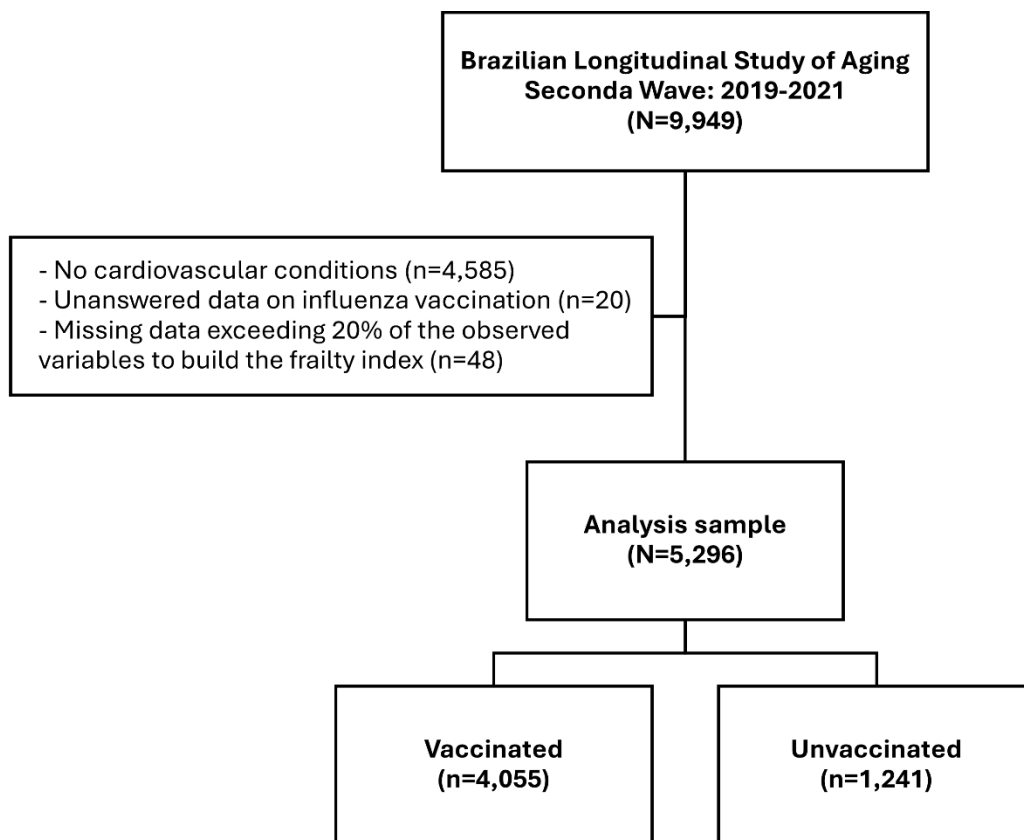 Brazilian Longitudinal Study of Aging
Seconda Wave: 2019-2021
(N=9,949)
- No cardiovascular conditions (n=4,585)
- Unanswered data on influenza vaccination (n=20)
- Missing data exceeding 20% of the observed
variables to build the frailty index (n=48)
Analysis sample
(N=5,296)
Vaccinated
(n=4,055)
Unvaccinated
(n=1,241)